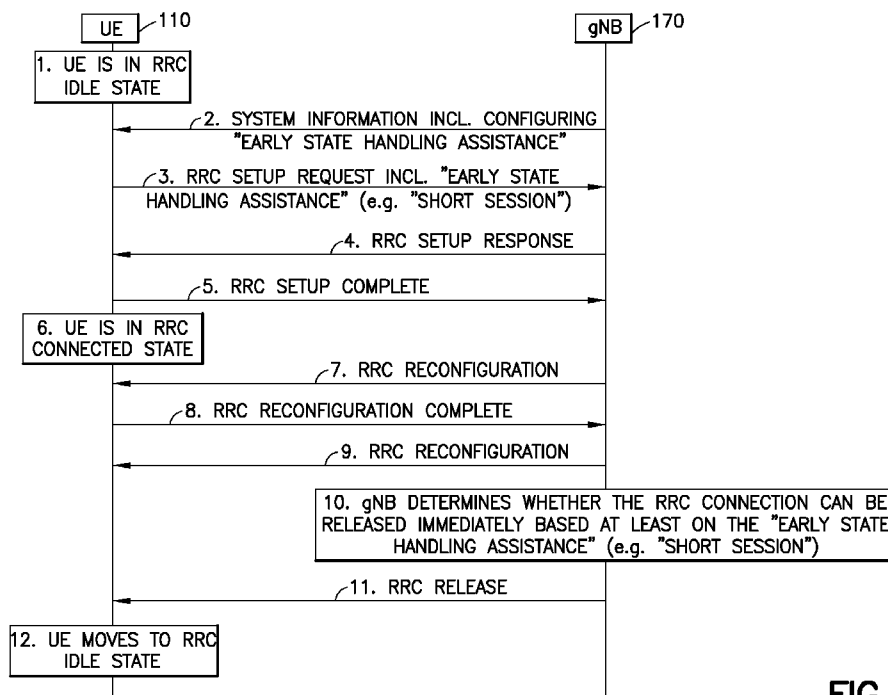 UE 110
gNB 170
1. UE IS IN RRC
IDLE STATE
2. SYSTEM INFORMATION INCL. CONFIGURING
"EARLY STATE HANDLING ASSISTANCE"
3. RRC SETUP REQUEST INCL. "EARLY STATE
HANDLING ASSISTANCE" (e.g. "SHORT SESSION")
4. RRC SETUP RESPONSE
5. RRC SETUP COMPLETE
6. UE IS IN RRC
CONNECTED STATE
7. RRC RECONFIGURATION
8. RRC RECONFIGURATION COMPLETE
9. RRC RECONFIGURATION
10. gNB DETERMINES WHETHER THE RRC CONNECTION CAN BE
RELEASED IMMEDIATELY BASED AT LEAST ON THE "EARLY STATE
HANDLING ASSISTANCE" (e.g. "SHORT SESSION")
11. RRC RELEASE
12. UE MOVES TO RRC
IDLE STATE
FIG